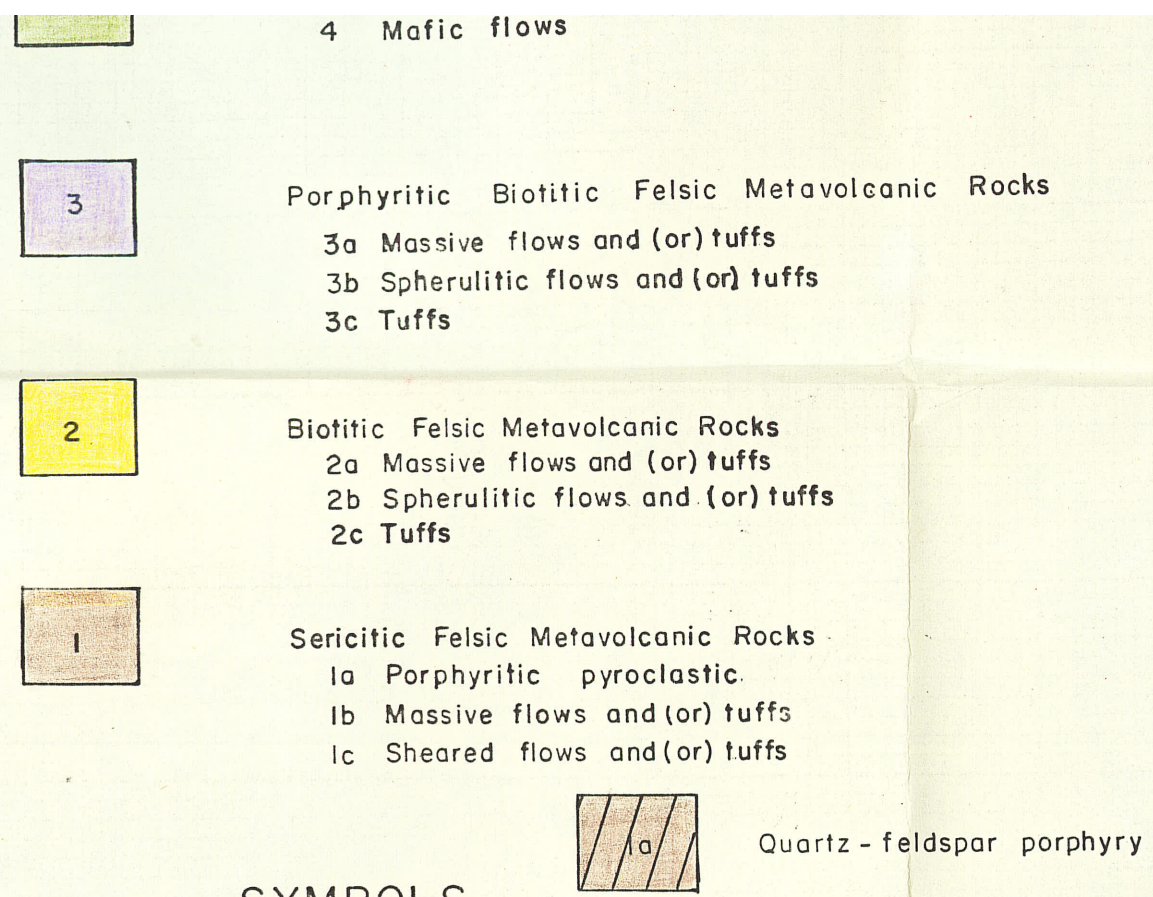 4 Mafic flows
3
Porphyritic Biotitic Felsic Metavolcanic Rocks
3a Massive flows and (or) tuffs
3b Spherulitic flows and (or) tuffs
3c Tuffs
2
Biotitic Felsic Metavolcanic Rocks
2a Massive flows and (or) tuffs
2b Spherulitic flows and (or) tuffs
2c Tuffs
1
Sericitic Felsic Metavolcanic Rocks
1a Porphyritic pyroclastic
1b Massive flows and (or) tuffs
1c Sheared flows and (or) tuffs
1a
Quartz - feldspar porphyry
SYMBOLS